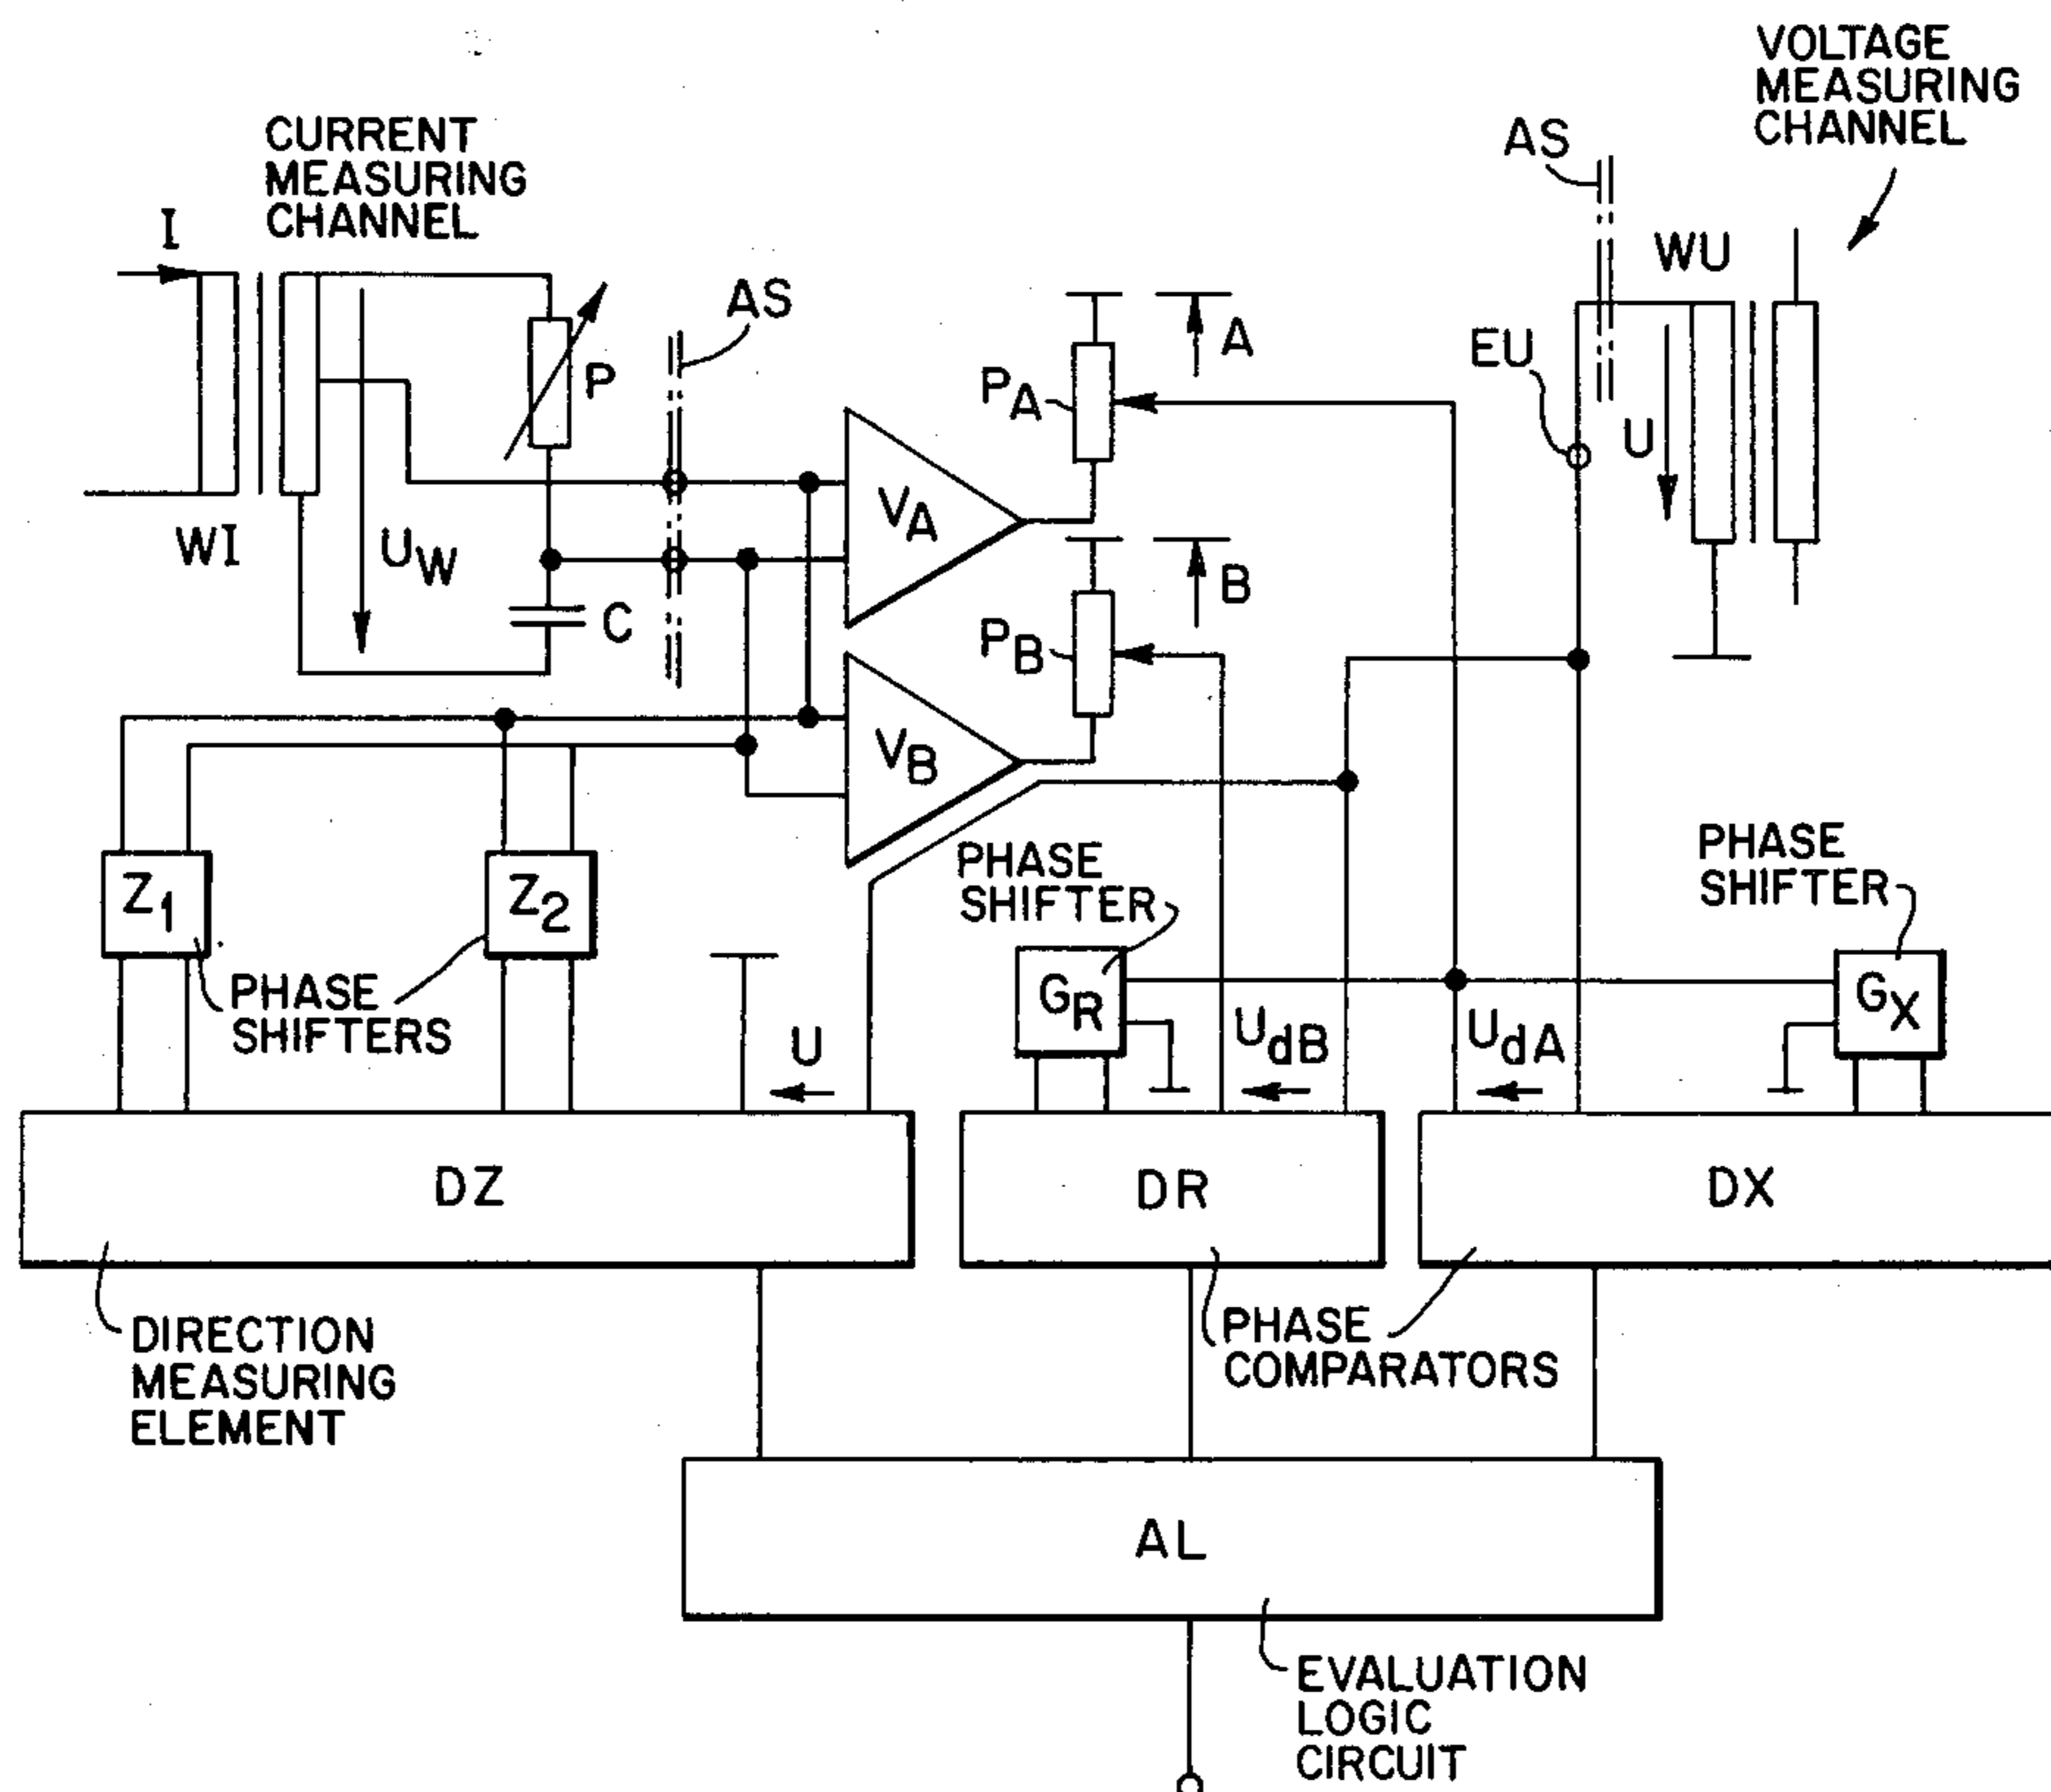 VOLTAGE
MEASURING
CHANNEL
CURRENT
MEASURING
CHANNEL
AS
I
WU
AS
A
EU
P
PA
U
VA
WI
UW
B
C
PB
VB
PHASE
SHIFTER
PHASE
SHIFTER
Z1
Z2
PHASE
SHIFTERS
GR
GX
U
UdB
UdA
DZ
DR
DX
DIRECTION
MEASURING
ELEMENT
PHASE
COMPARATORS
AL
EVALUATION
LOGIC
CIRCUIT